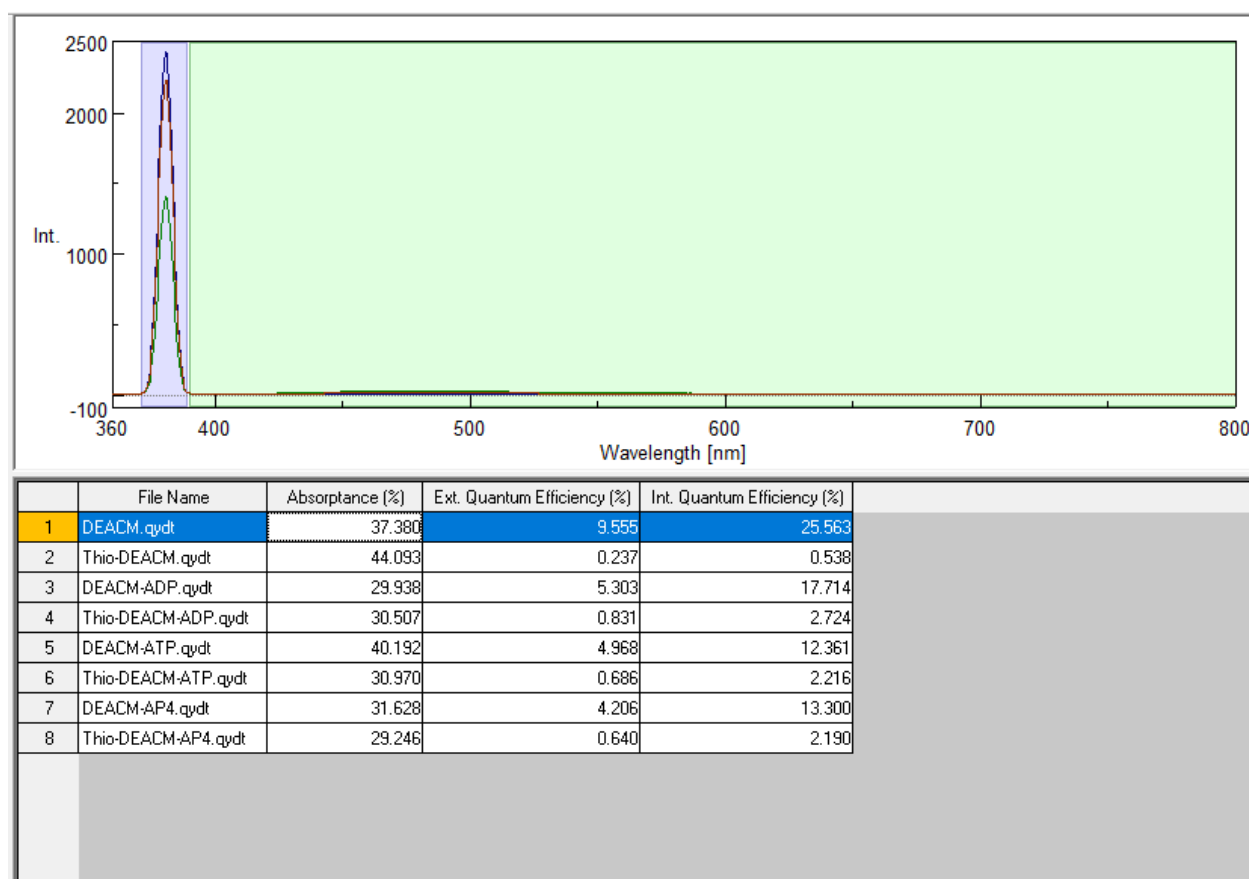 2500
2000
Int.
1000
-100
360 400 500 600 700 800
Wavelength [nm]
File Name Absorptance (%) Ext. Quantum Efficiency (%) Int. Quantum Efficiency (%)
1 DEACM.qydt 37.380 9.555 25.563
2 Thio-DEACM.qydt 44.093 0.237 0.538
3 DEACM-ADP.qydt 29.938 5.303 17.714
4 Thio-DEACM-ADP.qydt 30.507 0.831 2.724
5 DEACM-ATP.qydt 40.192 4.968 12.361
6 Thio-DEACM-ATP.qydt 30.970 0.686 2.216
7 DEACM-AP4.qydt 31.628 4.206 13.300
8 Thio-DEACM-AP4.qydt 29.246 0.640 2.190